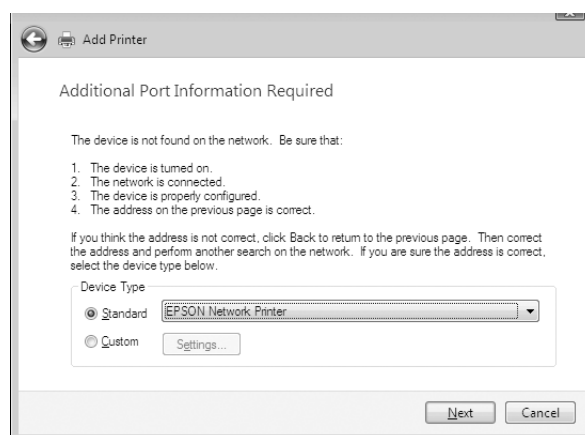 Add Printer
Additional Port Information Required
The device is not found on the network. Be sure that:
1. The device is turned on.
2. The network is connected.
3. The device is properly configured.
4. The address on the previous page is correct.
If you think the address is not correct, click Back to return to the previous page. Then correct
the address and perform another search on the network. If you are sure the address is correct,
select the device type below.
Device Type
Standard EPSON Network Printer
Custom Settings...
Next Cancel